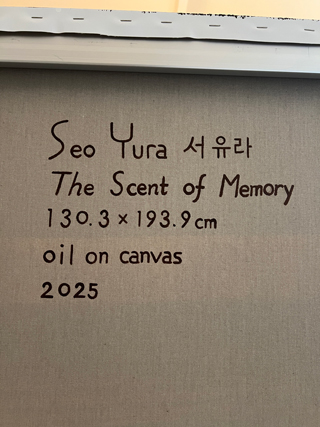 Seo Yura 서유라
The Scent of Memory
130.3 × 193.9 cm
oil on canvas
2025